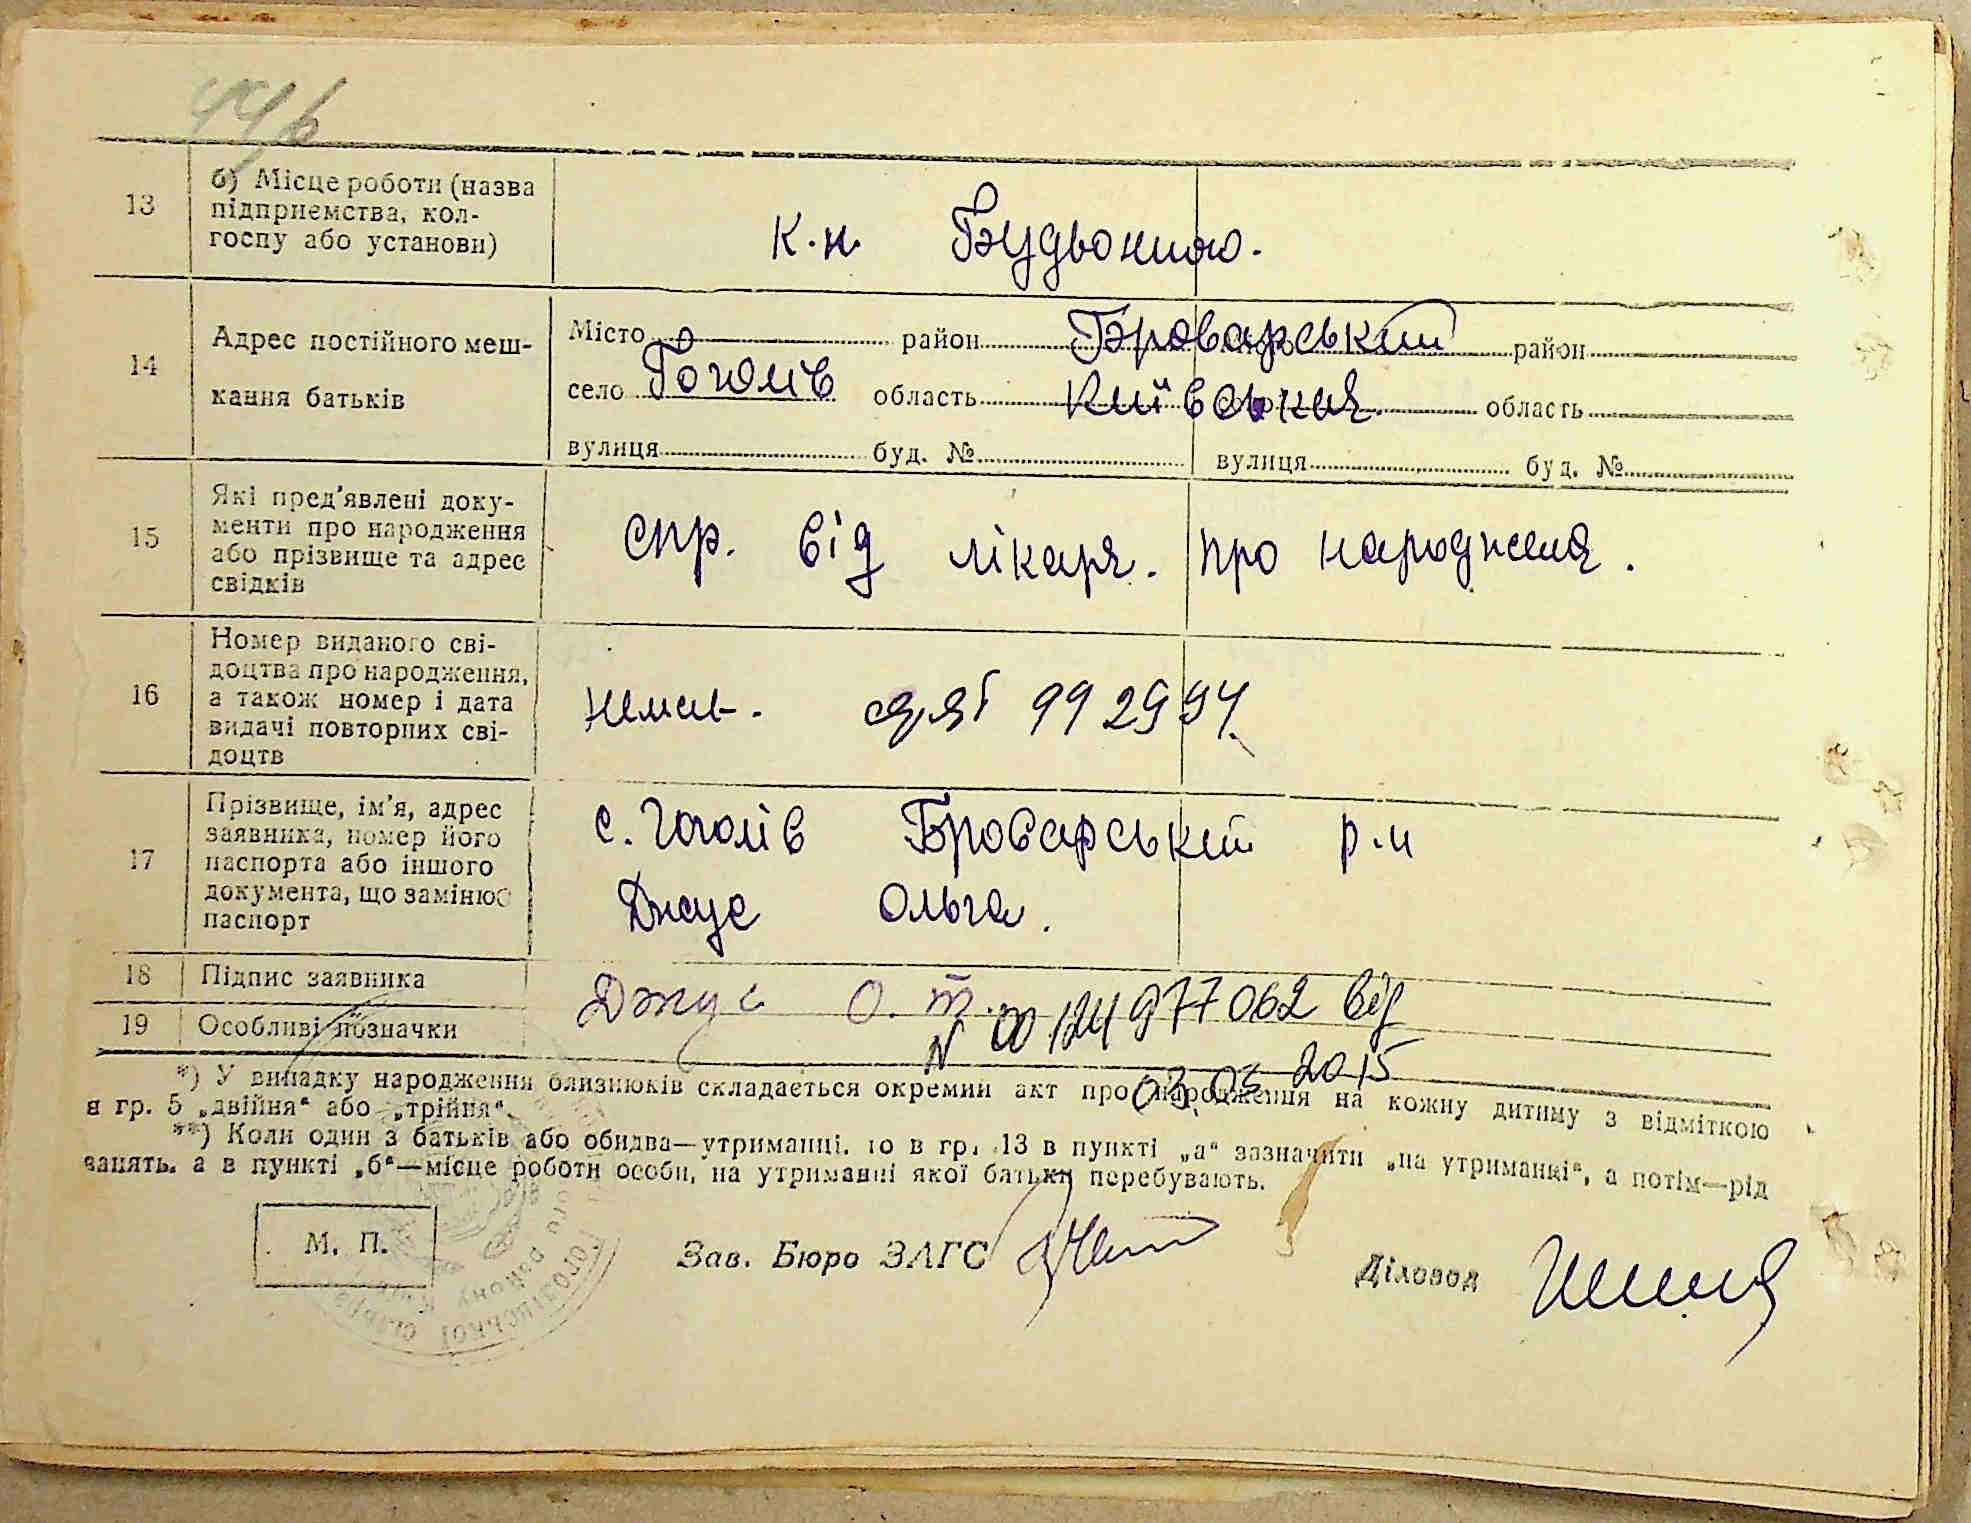 13
б) Місце роботи (назва
підприємства, кол-
госпу або установи)
к.н. Будьоного.
14
Адрес постійного меш-
кання батьків
Місто район Броварський район
село Гоголів область Київська область
вулиця буд. № вулиця буд. №
15
Які пред'явлені доку-
менти про народження
або прізвище та адрес
свідків
спр. від лікаря. про народженя.
16
Номер виданого сві-
доцтва про народження,
а також номер і дата
видачі повторних сві-
доцтв
992994
17
Прізвище, ім'я, адрес
заявника, номер його
паспорта або іншого
документа, що замінює
паспорт
с. Гоголів Броварський р.н
Джус Ольга.
18 Підпис заявника
Джус О. Т.
19 Особливі позначки
N 00124977062 від
03.03.2015
*) У випадку народження близнюків складається окремий акт про народження на кожну дитину з відміткою
в гр. 5 „двійня“ або „трійня“.
**) Коли один з батьків або обидва—утриманці, то в гр. 13 в пункті „а“ зазначити „на утриманні“, а потім—рід
занять, а в пункті „б“—місце роботи особи, на утриманні якої батьки перебувають.
М. П.
Зав. Бюро ЗАГС
Діловод